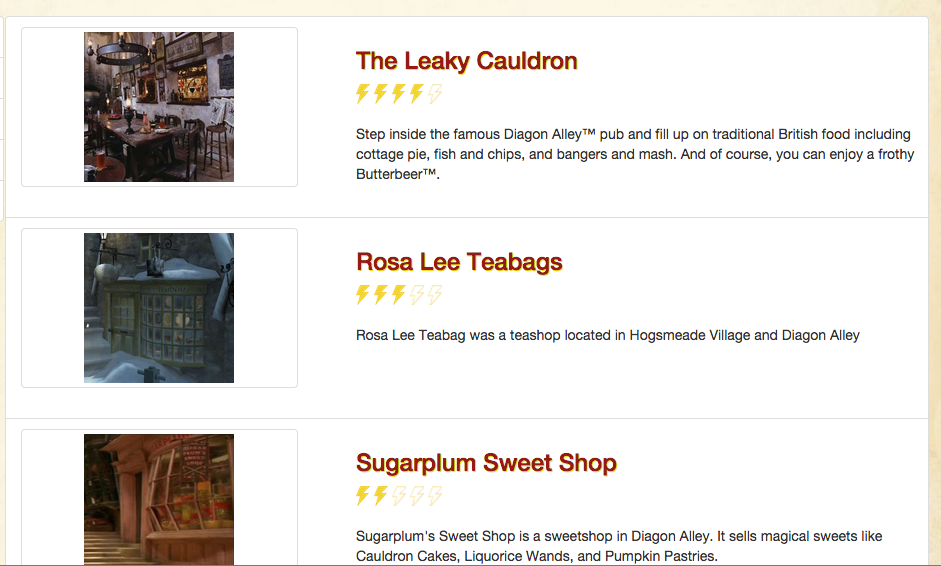 The Leaky Cauldron
Step inside the famous Diagon Alley™ pub and fill up on traditional British food including
cottage pie, fish and chips, and bangers and mash. And of course, you can enjoy a frothy
Butterbeer™.
Rosa Lee Teabags
Rosa Lee Teabag was a teashop located in Hogsmeade Village and Diagon Alley
Sugarplum Sweet Shop
Sugarplum's Sweet Shop is a sweetshop in Diagon Alley. It sells magical sweets like
Cauldron Cakes, Liquorice Wands, and Pumpkin Pastries.